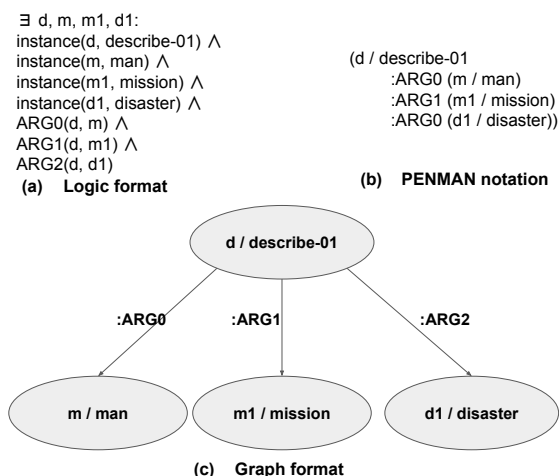 ∃ d, m, m1, d1:
instance(d, describe-01) ∧
instance(m, man) ∧
instance(m1, mission) ∧
instance(d1, disaster) ∧
ARG0(d, m) ∧
ARG1(d, m1) ∧
ARG2(d, d1)
(a) Logic format
(d / describe-01
:ARG0 (m / man)
:ARG1 (m1 / mission)
:ARG0 (d1 / disaster))
(b) PENMAN notation
d / describe-01
:ARG0 :ARG1 :ARG2
m / man m1 / mission d1 / disaster
(c) Graph format